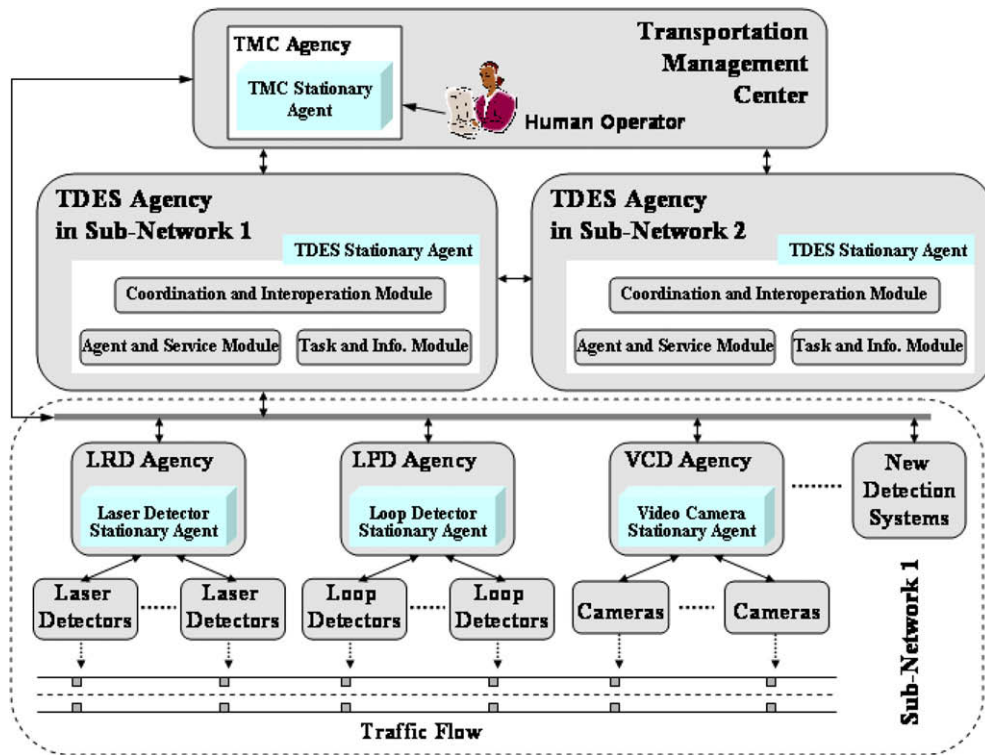 TMC Agency
TMC Stationary
Agent
Human Operator
Transportation
Management
Center
TDES Agency
in Sub-Network 1
TDES Stationary Agent
Coordination and Interoperation Module
Agent and Service Module
Task and Info. Module
TDES Agency
in Sub-Network 2
TDES Stationary Agent
Coordination and Interoperation Module
Agent and Service Module
Task and Info. Module
LRD Agency
Laser Detector
Stationary Agent
LPD Agency
Loop Detector
Stationary Agent
VCD Agency
Video Camera
Stationary Agent
New
Detection
Systems
Laser
Detectors
Laser
Detectors
Loop
Detectors
Loop
Detectors
Cameras
Cameras
Sub-Network 1
Traffic Flow